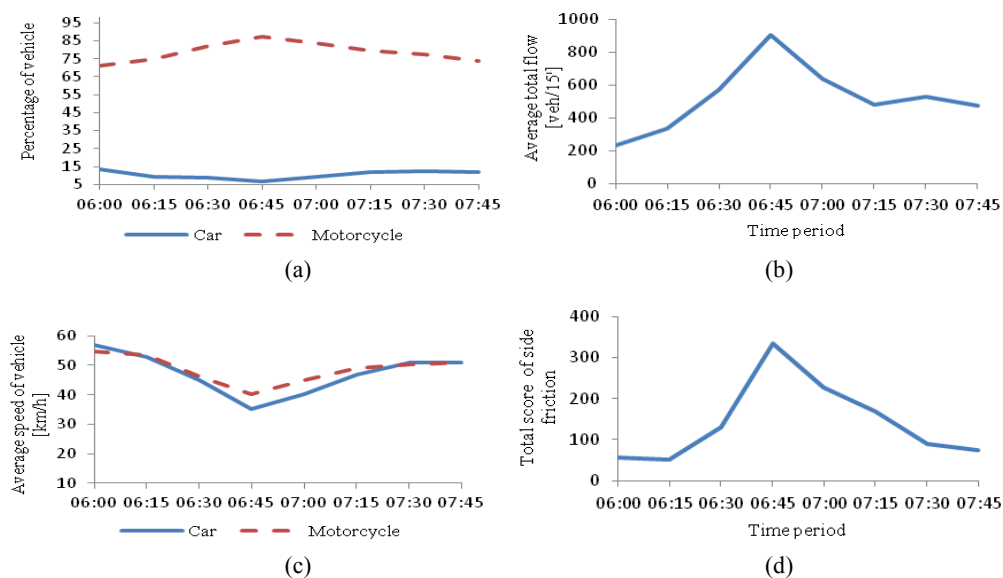 Percentage of vehicle
95
85
75
65
55
45
35
25
15
5
06:00 06:15 06:30 06:45 07:00 07:15 07:30 07:45
Car Motorcycle
(a)
Average total flow
[veh/15']
1000
800
600
400
200
0
06:00 06:15 06:30 06:45 07:00 07:15 07:30 07:45
Time period
(b)
Average speed of vehicle
[km/h]
60
50
40
30
20
10
06:00 06:15 06:30 06:45 07:00 07:15 07:30 07:45
Car Motorcycle
(c)
Total score of side
friction
400
300
200
100
0
06:00 06:15 06:30 06:45 07:00 07:15 07:30 07:45
Time period
(d)